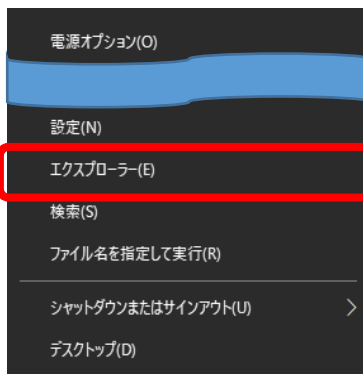 電源オプション(O)
設定(N)
エクスプローラー(E)
検索(S)
ファイル名を指定して実行(R)
シャットダウンまたはサインアウト(U)
デスクトップ(D)